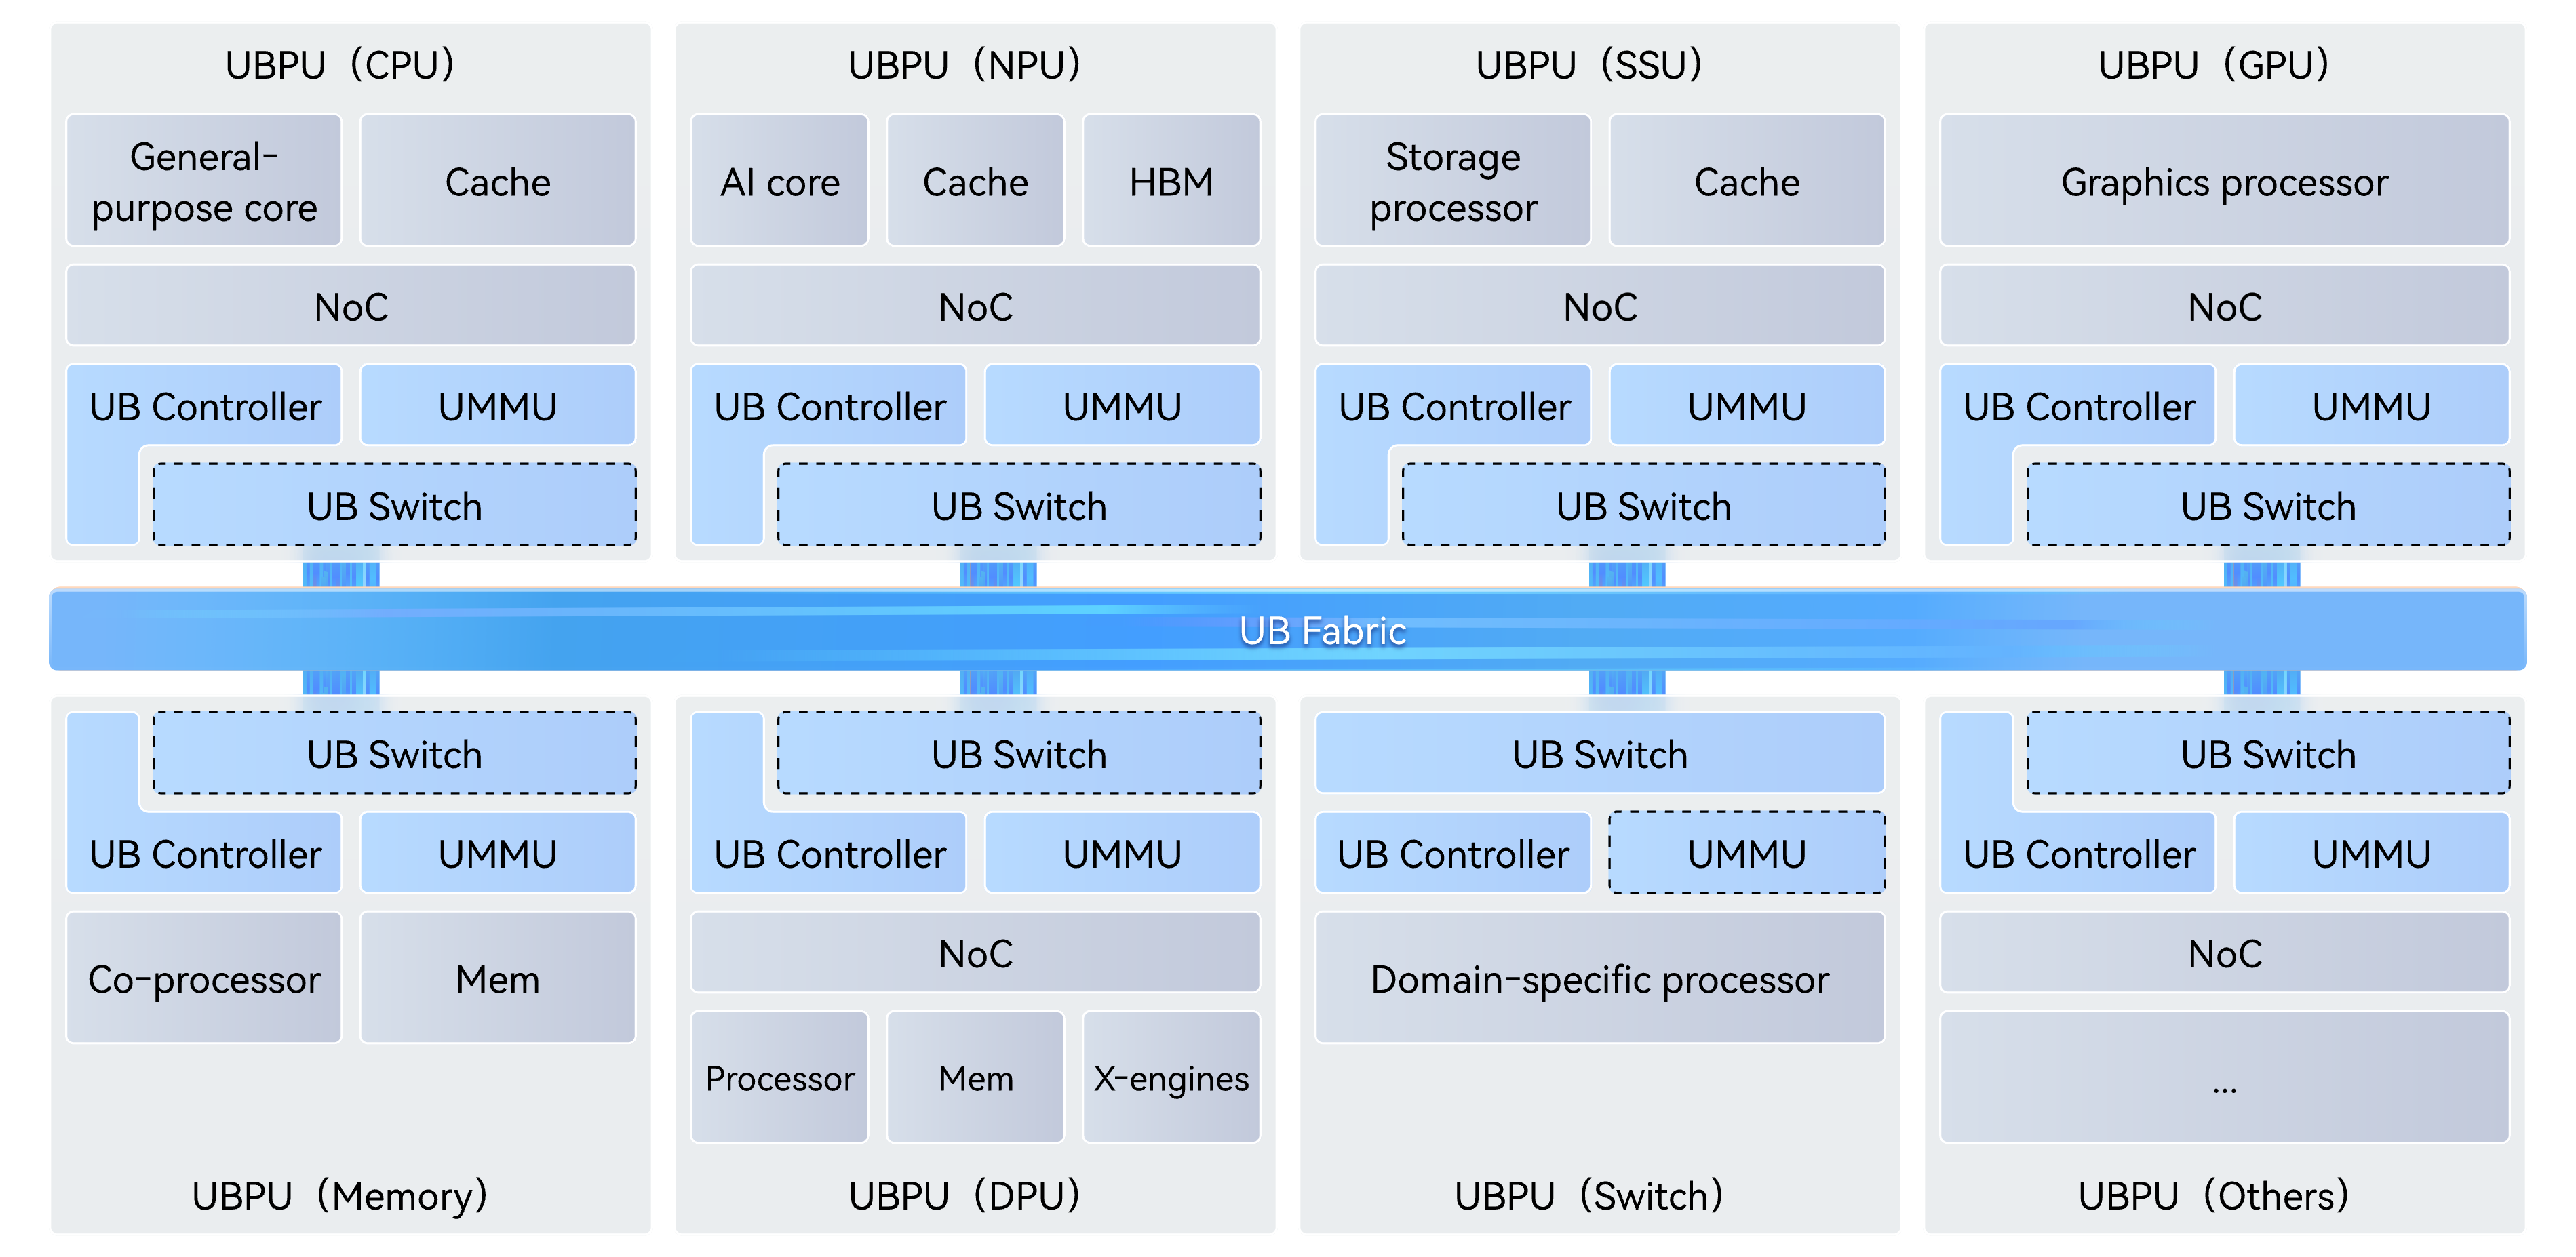 UBPU（CPU）
General-
purpose core
Cache
NoC
UB Controller
UMMU
UB Switch
UBPU（NPU）
AI core
Cache
HBM
NoC
UB Controller
UMMU
UB Switch
UBPU（SSU）
Storage
processor
Cache
NoC
UB Controller
UMMU
UB Switch
UBPU（GPU）
Graphics processor
NoC
UB Controller
UMMU
UB Switch
UB Fabric
UB Switch
UB Controller
UMMU
Co-processor
Mem
UBPU（Memory）
UB Switch
UB Controller
UMMU
NoC
Processor
Mem
X-engines
UBPU（DPU）
UB Switch
UB Controller
UMMU
Domain-specific processor
UBPU（Switch）
UB Switch
UB Controller
UMMU
NoC
...
UBPU（Others）